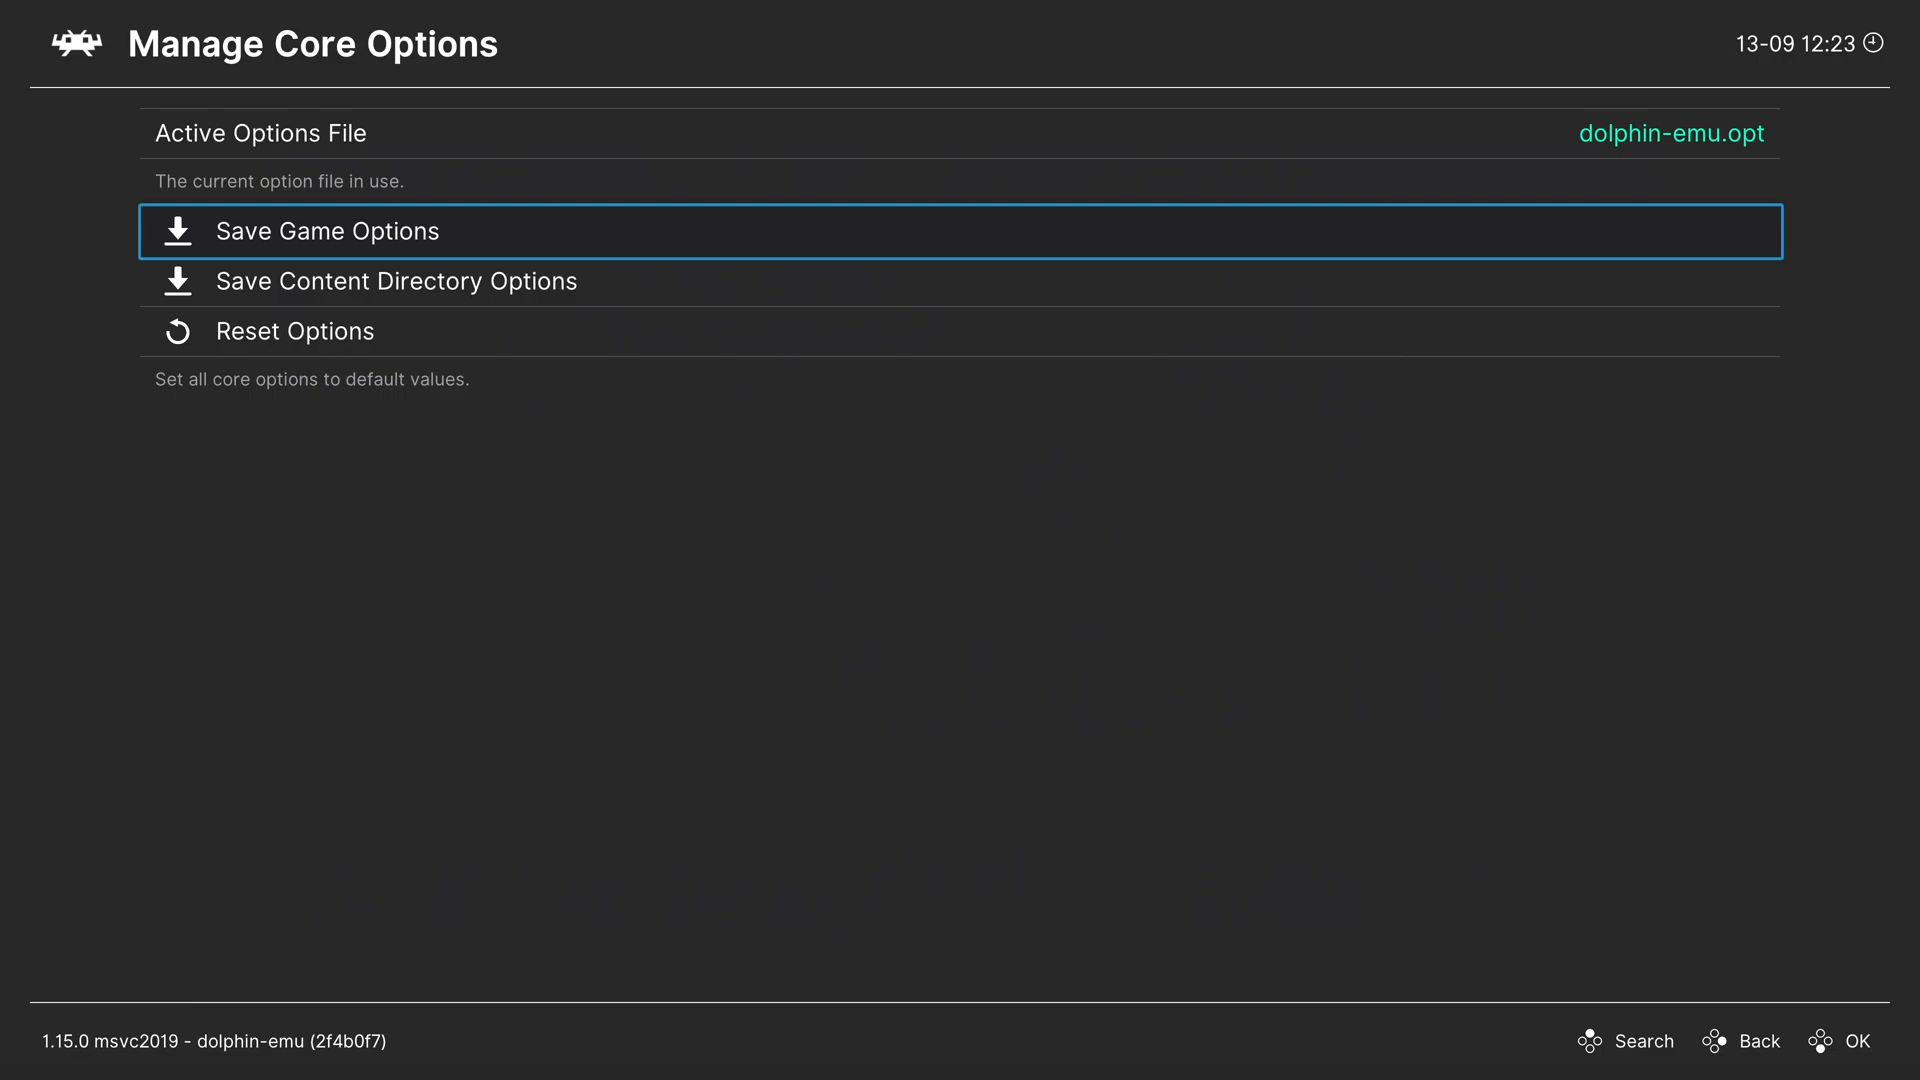 Manage Core Options
13-09 12:23
Active Options File
dolphin-emu.opt
The current option file in use.
Save Game Options
Save Content Directory Options
Reset Options
Set all core options to default values.
1.15.0 msvc2019 - dolphin-emu (2f4b0f7)
Search
Back
OK